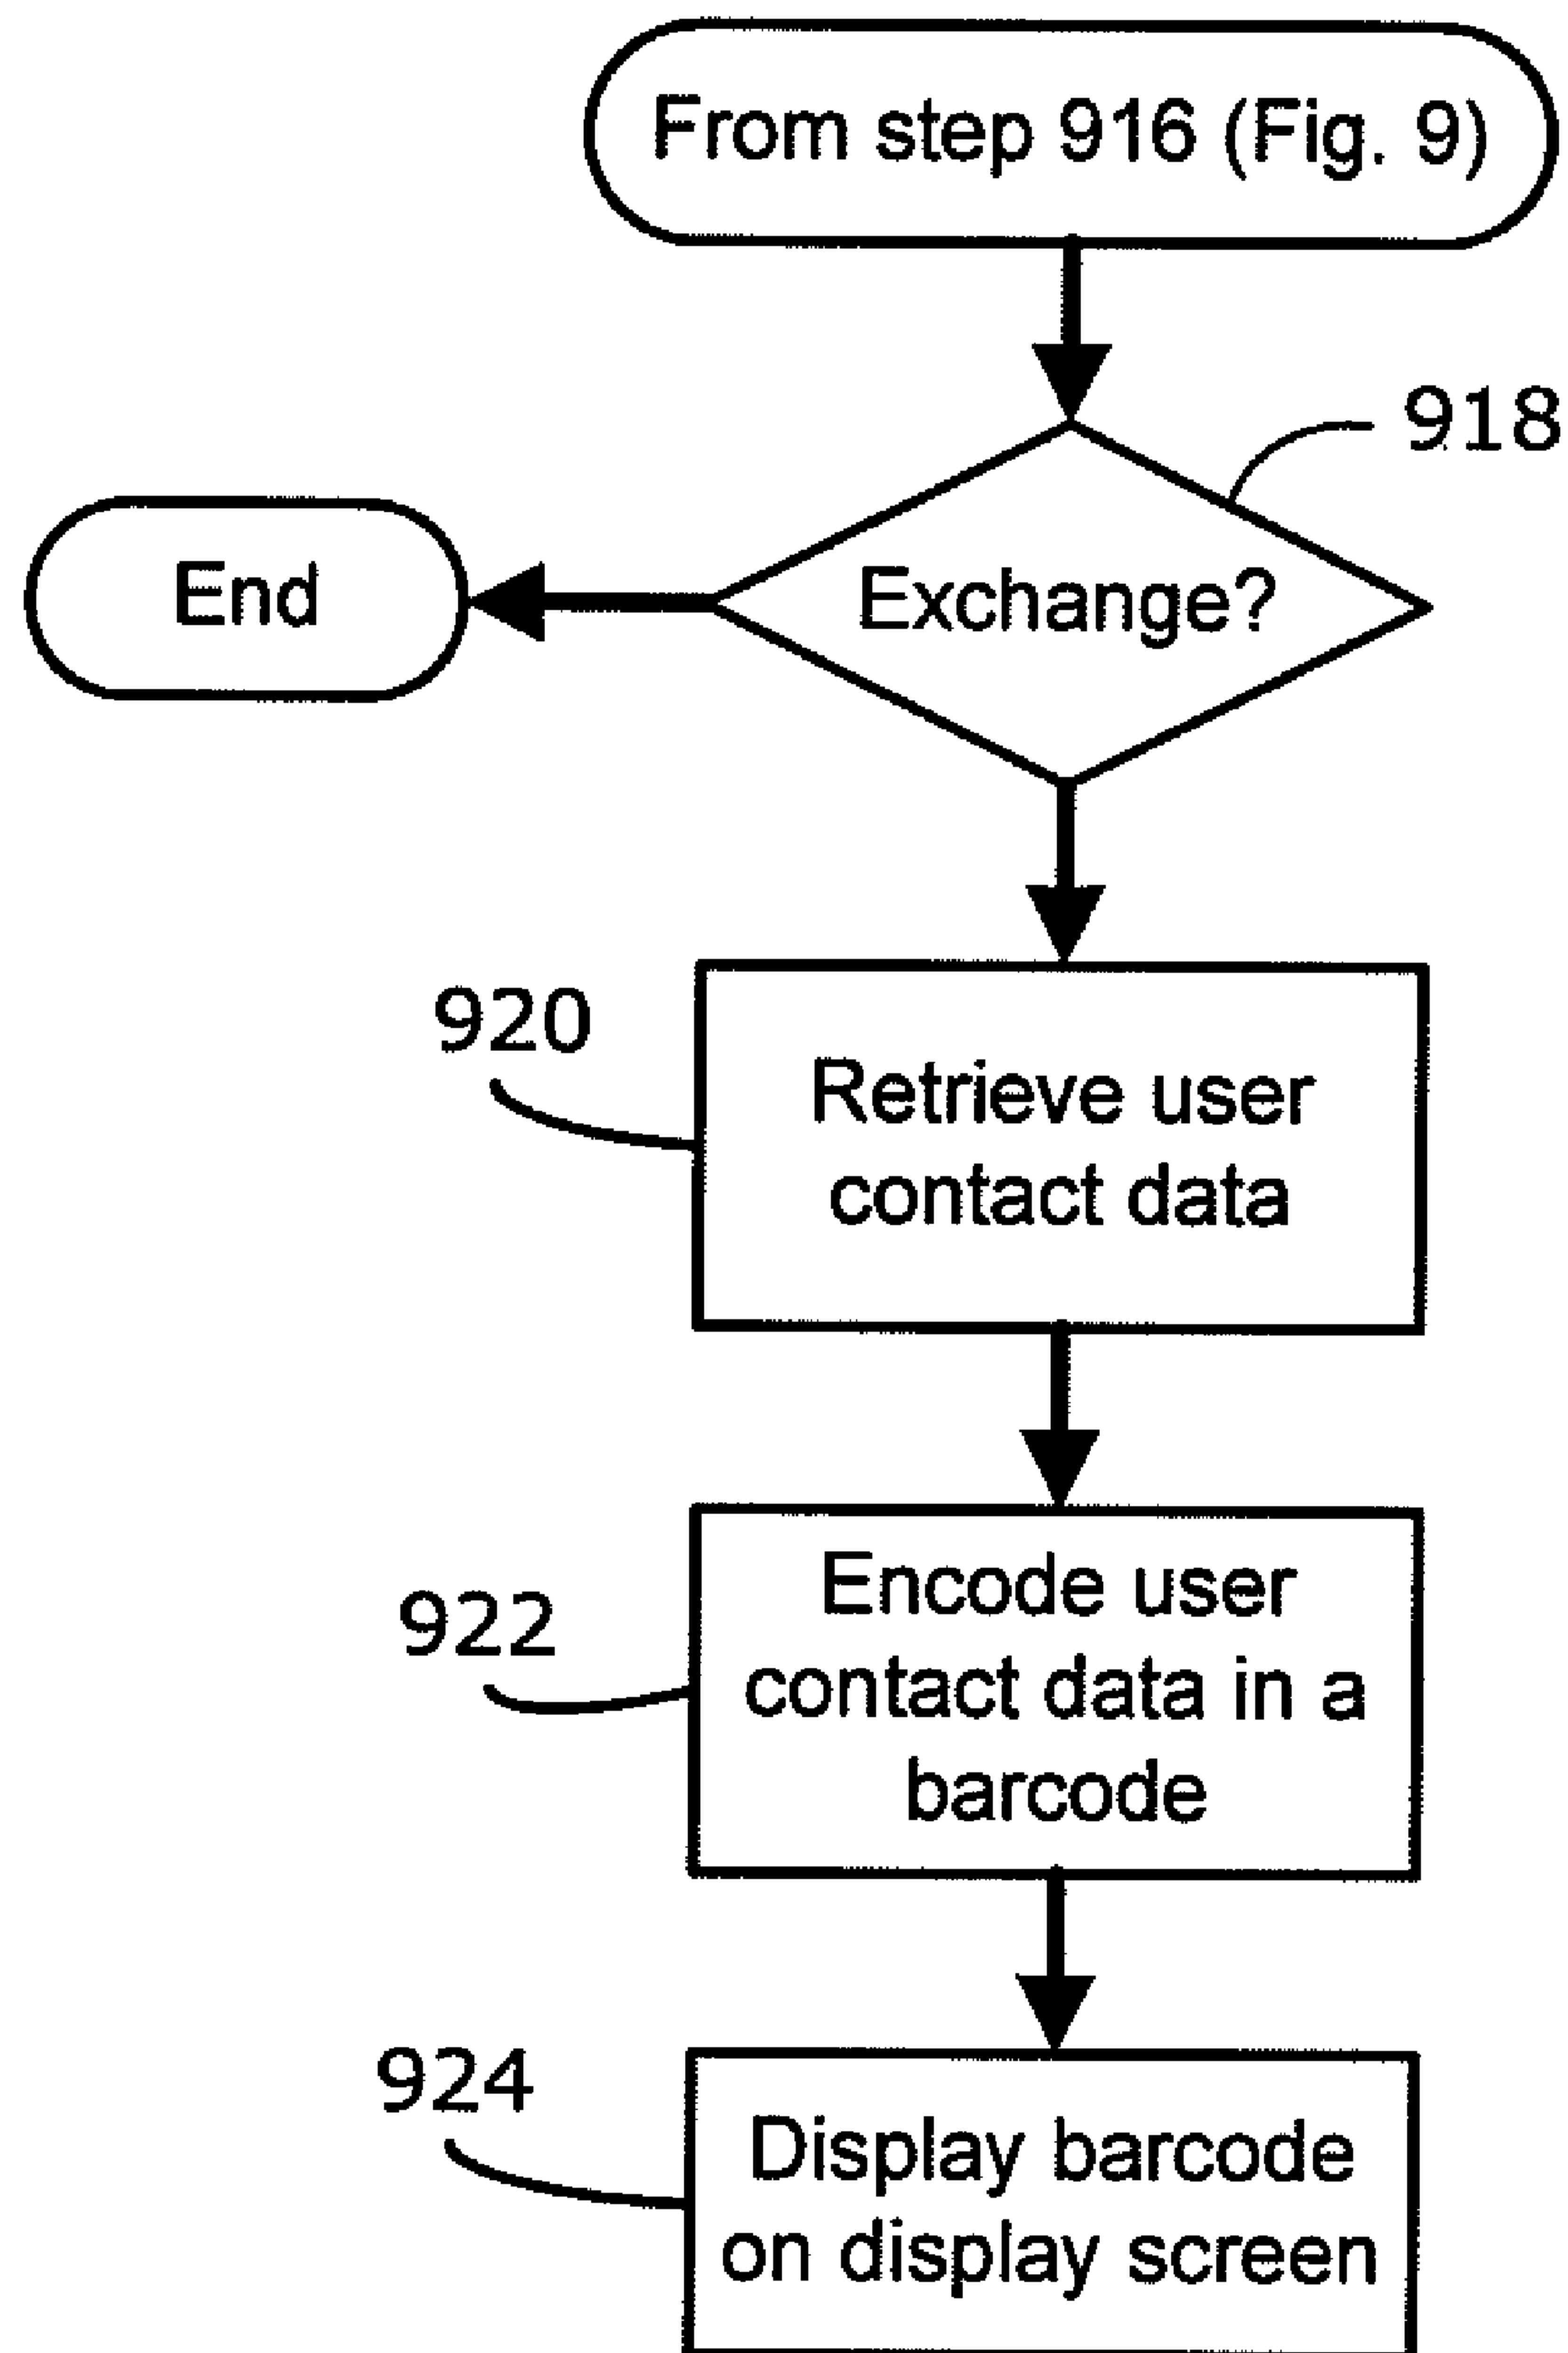 From step 916 (Fig. 9)
918
Exchange?
End
920
Retrieve user
contact data
922
Encode user
contact data in a
barcode
924
Display barcode
on display screen